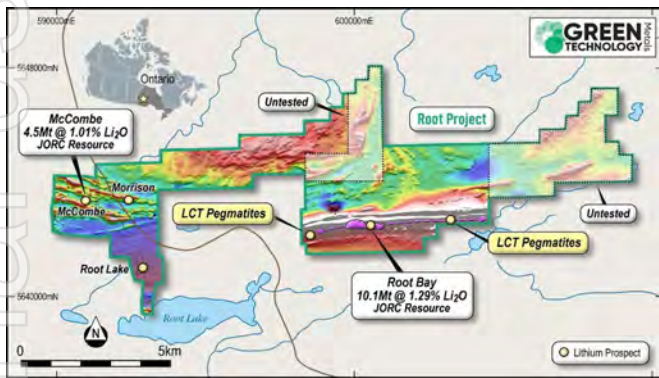 590000mE
600000mE
5648000mN
GREEN
TECHNOLOGY
Metals
Ontario
Untested
Root Project
McCombe
4.5Mt @ 1.01% Li₂O
JORC Resource
Morrison
McCombe
LCT Pegmatites
LCT Pegmatites
Untested
Root Lake
Root Bay
10.1Mt @ 1.29% Li₂O
JORC Resource
5640000mN
Root Lake
N
0
5km
Lithium Prospect